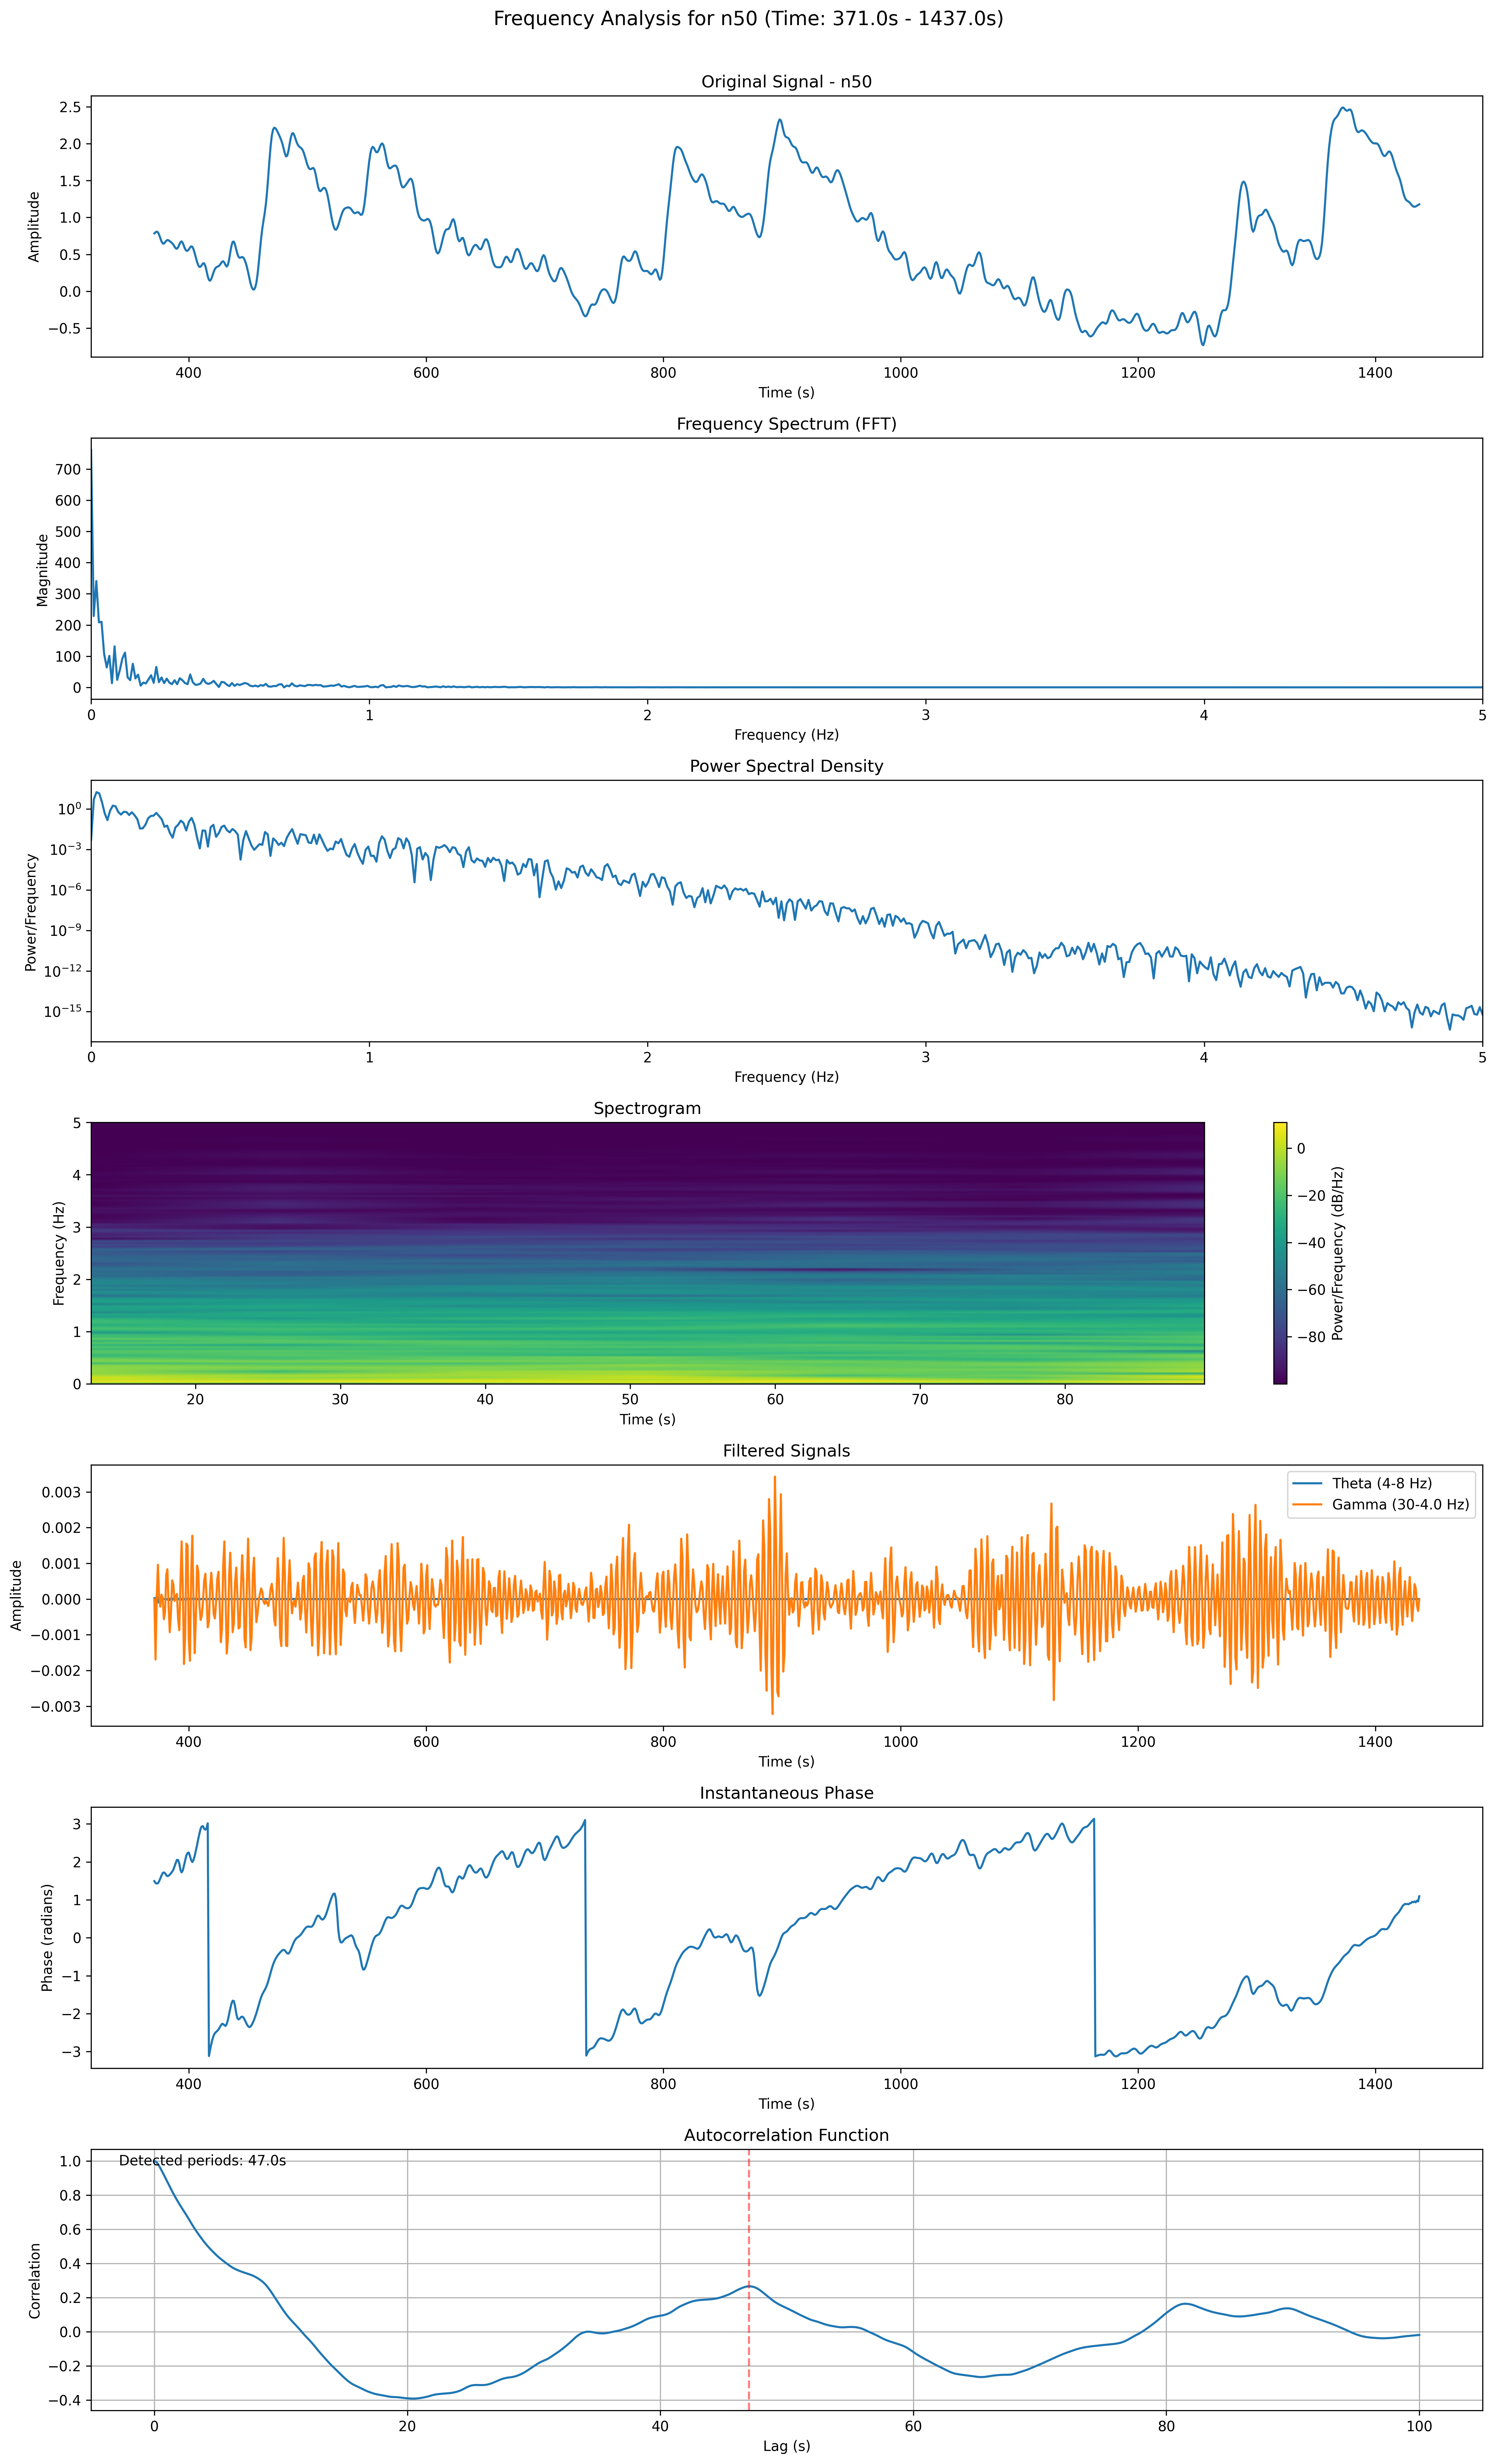 Frequency Analysis for n50 (Time: 371.0s - 1437.0s)
Original Signal - n50
2.5
2.0
1.5
1.0
0.5
0.0
−0.5
Amplitude
400 600 800 1000 1200 1400
Time (s)
Frequency Spectrum (FFT)
700
600
500
400
300
200
100
0
Magnitude
0 1 2 3 4 5
Frequency (Hz)
Power Spectral Density
10⁰
10⁻³
10⁻⁶
10⁻⁹
10⁻¹²
10⁻¹⁵
Power/Frequency
0 1 2 3 4 5
Frequency (Hz)
Spectrogram
5
4
3
2
1
0
Frequency (Hz)
20 30 40 50 60 70 80
Time (s)
0
−20
−40
−60
−80
Power/Frequency (dB/Hz)
Filtered Signals
Theta (4-8 Hz)
Gamma (30-4.0 Hz)
0.003
0.002
0.001
0.000
−0.001
−0.002
−0.003
Amplitude
400 600 800 1000 1200 1400
Time (s)
Instantaneous Phase
3
2
1
0
−1
−2
−3
Phase (radians)
400 600 800 1000 1200 1400
Time (s)
Autocorrelation Function
Detected periods: 47.0s
1.0
0.8
0.6
0.4
0.2
0.0
−0.2
−0.4
Correlation
0 20 40 60 80 100
Lag (s)